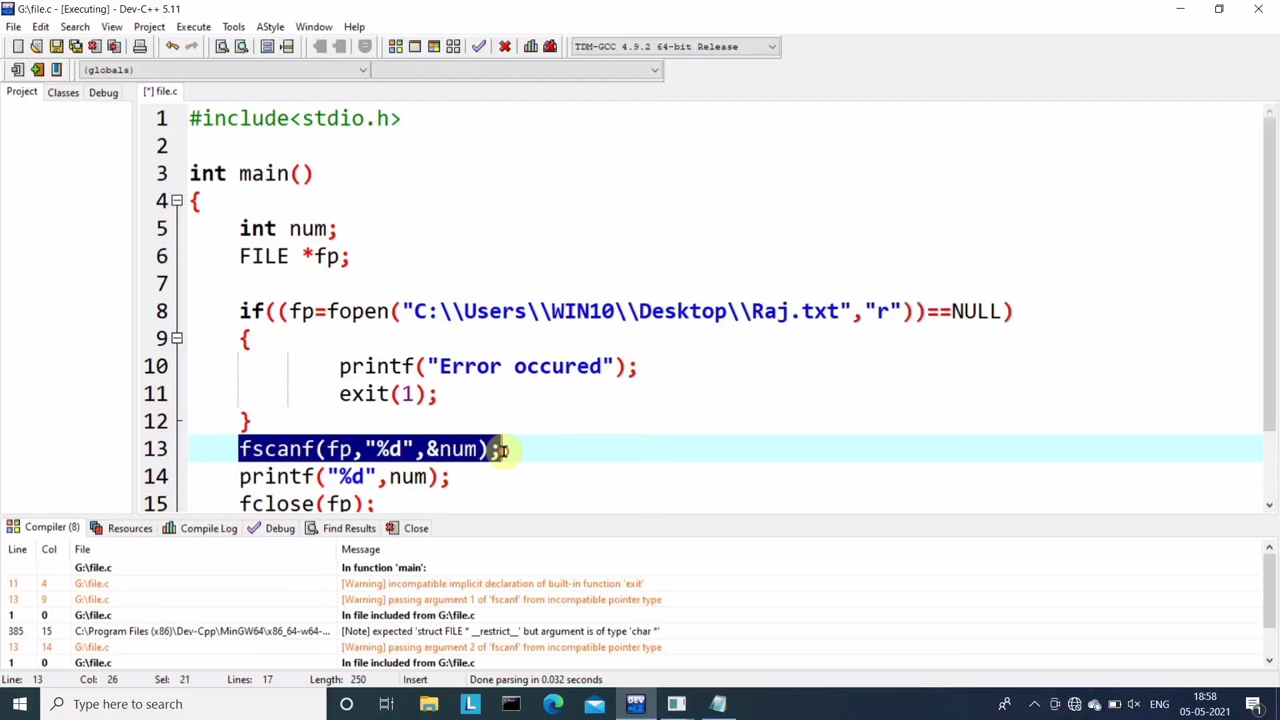 G:\file.c - [Executing] - Dev-C++ 5.11
File Edit Search View Project Execute Tools AStyle Window Help
TDM-GCC 4.9.2 64-bit Release
(globals)
Project Classes Debug [*] file.c
1 #include<stdio.h>
2
3 int main()
4 {
5 int num;
6 FILE *fp;
7
8 if((fp=fopen("C:\\Users\\WIN10\\Desktop\\Raj.txt","r"))==NULL)
9 {
10 printf("Error occured");
11 exit(1);
12 }
13 fscanf(fp,"%d",&num);
14 printf("%d",num);
15 fclose(fp);
Compiler (8) Resources Compile Log Debug Find Results Close
Line Col File Message
G:\file.c In function 'main':
11 4 G:\file.c [Warning] incompatible implicit declaration of built-in function 'exit'
13 9 G:\file.c [Warning] passing argument 1 of 'fscanf' from incompatible pointer type
1 0 G:\file.c In file included from G:\file.c
385 15 C:\Program Files (x86)\Dev-Cpp\MinGW64\x86_64-w64-... [Note] expected 'struct FILE * __restrict__' but argument is of type 'char *'
13 14 G:\file.c [Warning] passing argument 2 of 'fscanf' from incompatible pointer type
1 0 G:\file.c In file included from G:\file.c
Line: 13 Col: 26 Sel: 21 Lines: 17 Length: 250 Insert Done parsing in 0.032 seconds
Type here to search L DEV ENG 18:58
05-05-2021 1